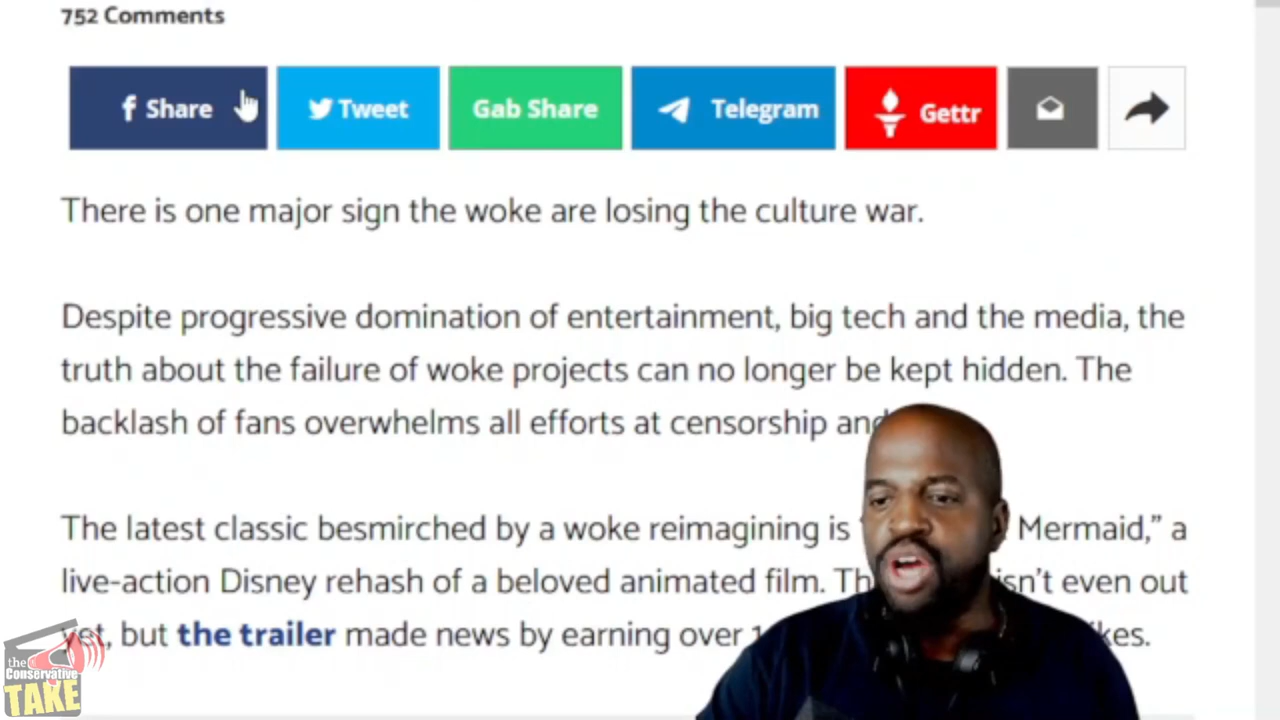 752 Comments
Share Tweet Gab Share Telegram Gettr
There is one major sign the woke are losing the culture war.
Despite progressive domination of entertainment, big tech and the media, the
truth about the failure of woke projects can no longer be kept hidden. The
backlash of fans overwhelms all efforts at censorship and
The latest classic besmirched by a woke reimagining is Mermaid,” a
live-action Disney rehash of a beloved animated film. isn’t even out
yet, but the trailer made news by earning over
the
Conservative
TAKE